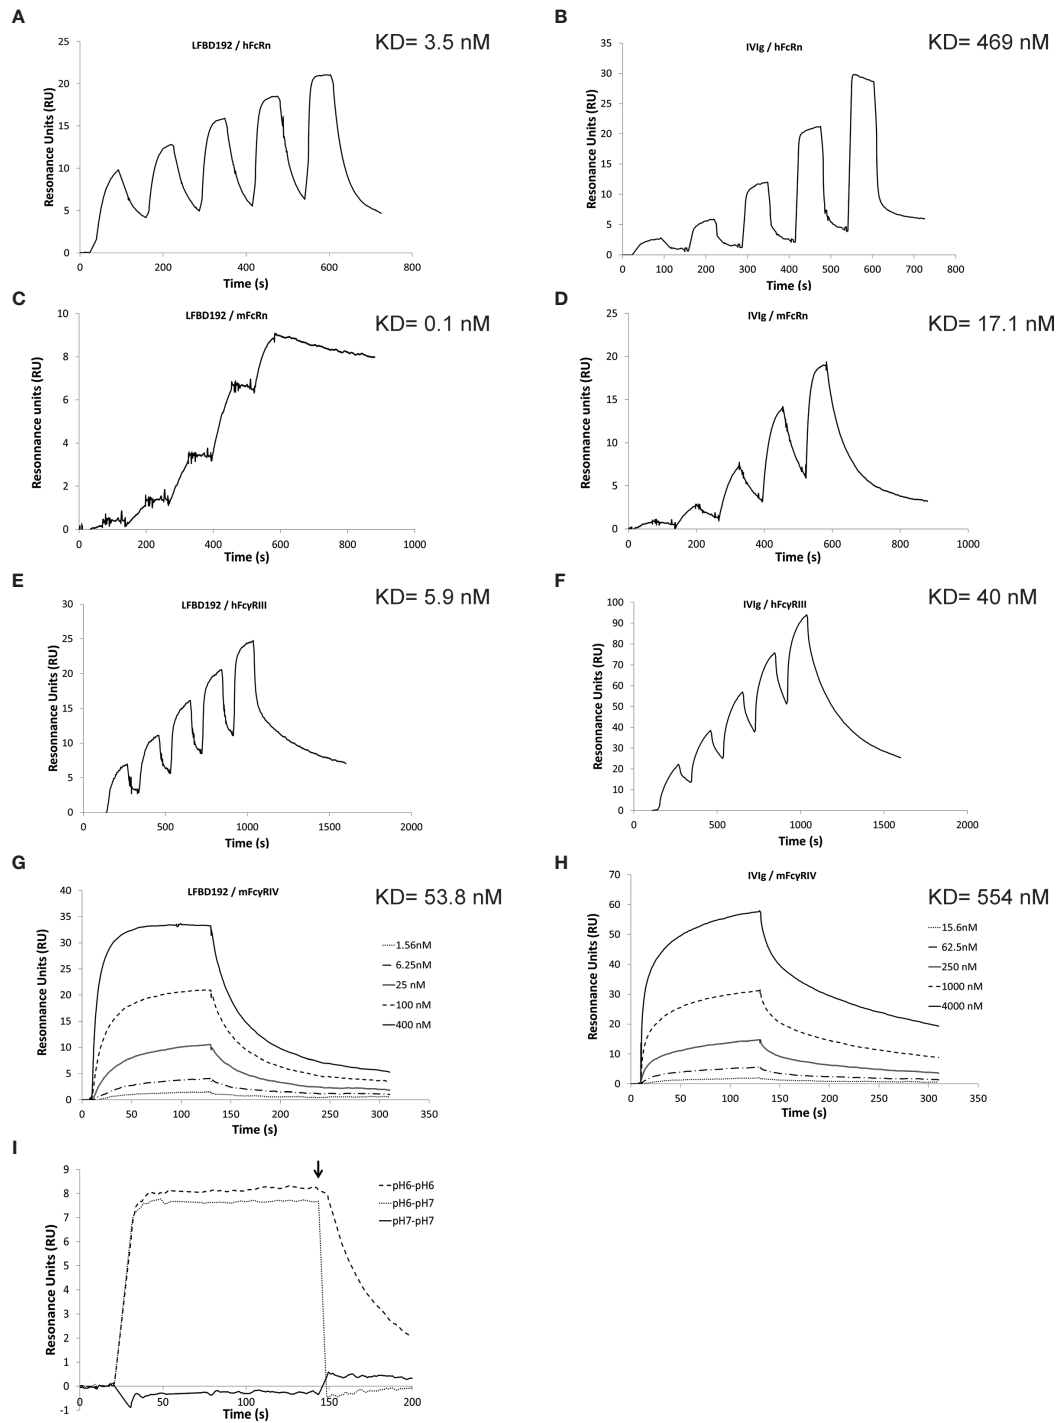 A
LFBD192 / hFcRn
KD= 3.5 nM
Resonance Units (RU)
25
20
15
10
5
0
0 200 400 600 800
Time (s)
B
IVIg / hFcRn
KD= 469 nM
Resonance Units (RU)
35
30
25
20
15
10
5
0
0 100 200 300 400 500 600 700 800
Time (s)
C
LFBD192 / mFcRn
KD= 0.1 nM
Resonnance units (RU)
10
8
6
4
2
0
0 200 400 600 800 1000
Time (s)
D
IVIg / mFcRn
KD= 17.1 nM
Resonnance units (RU)
25
20
15
10
5
0
0 200 400 600 800 1000
Time (s)
E
LFBD192 / hFcγRIII
KD= 5.9 nM
Resonnance Units (RU)
30
25
20
15
10
5
0
0 500 1000 1500 2000
Time (s)
F
IVIg / hFcγRIII
KD= 40 nM
Resonnance Units (RU)
100
90
80
70
60
50
40
30
20
10
0
0 500 1000 1500 2000
Time (s)
G
LFBD192 / mFcγRIV
KD= 53.8 nM
Resonnance Units (RU)
40
35
30
25
20
15
10
5
0
0 50 100 150 200 250 300 350
Time (s)
1.56nM
6.25nM
25 nM
100 nM
400 nM
H
IVIg / mFcγRIV
KD= 554 nM
Resonnance Units (RU)
70
60
50
40
30
20
10
0
0 50 100 150 200 250 300 350
Time (s)
15.6nM
62.5nM
250 nM
1000 nM
4000 nM
I
Resonance Units (RU)
9
8
7
6
5
4
3
2
1
0
-1
0 50 100 150 200
Time (s)
pH6-pH6
pH6-pH7
pH7-pH7